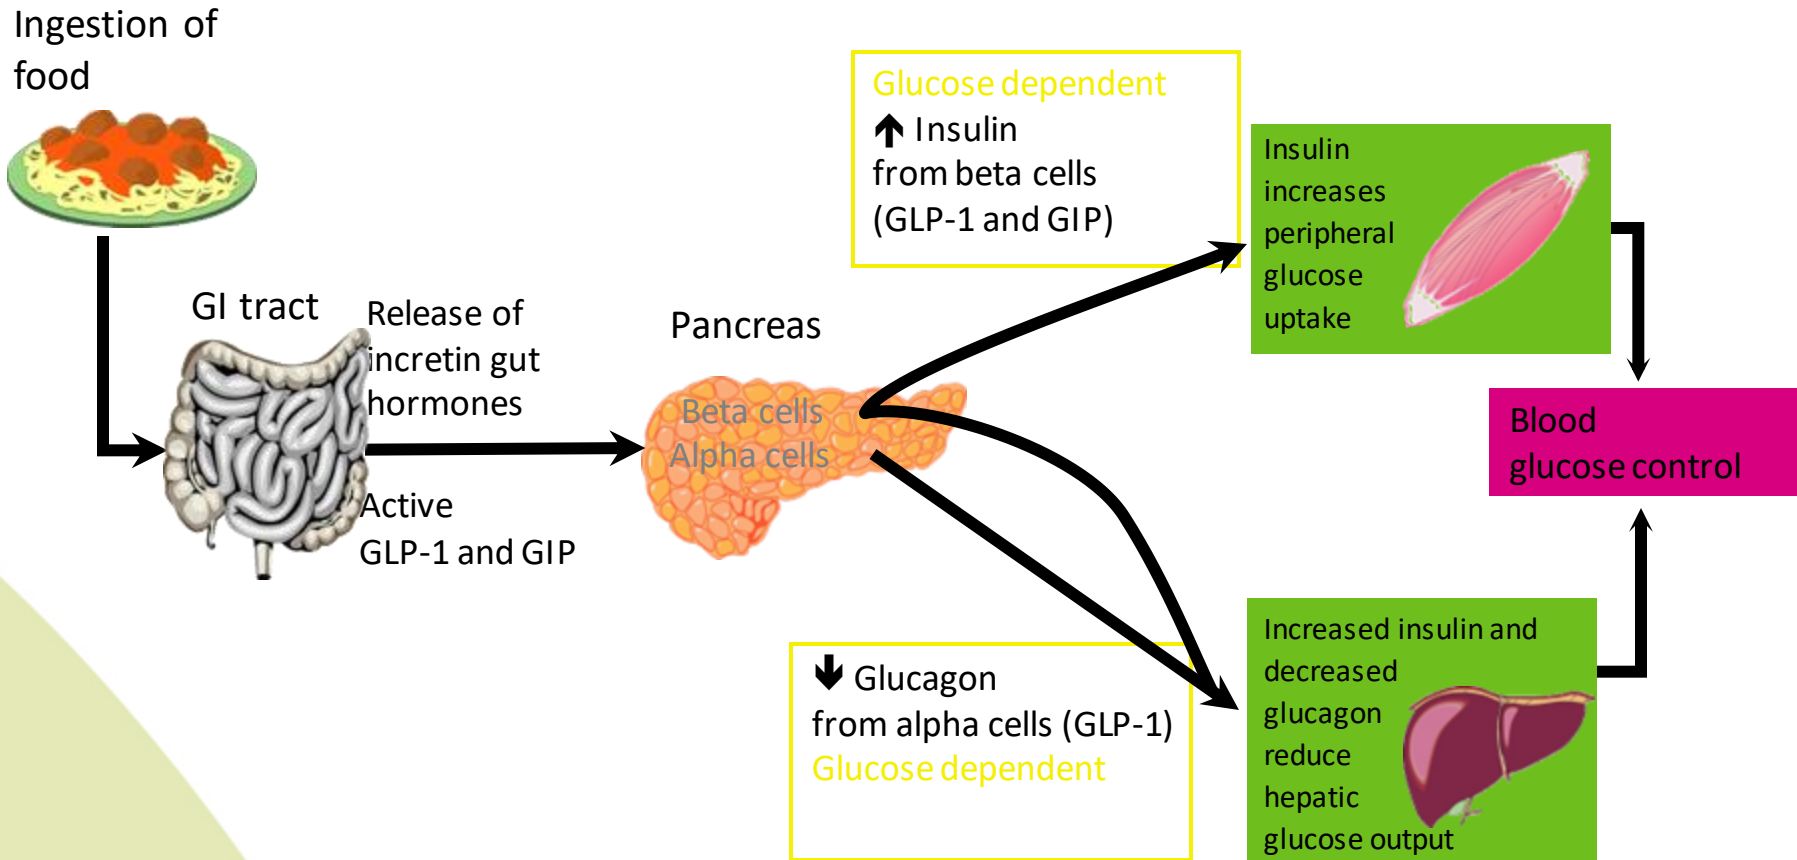 Ingestion of
food
GI tract
Release of
incretin gut
hormones
Active
GLP-1 and GIP
Pancreas
Beta cells
Alpha cells
Glucose dependent
🡩 Insulin
from beta cells
(GLP-1 and GIP)
🡫 Glucagon
from alpha cells (GLP-1)
Glucose dependent
Insulin
increases
peripheral
glucose
uptake
Increased insulin and
decreased
glucagon
reduce
hepatic
glucose output
Blood
glucose control